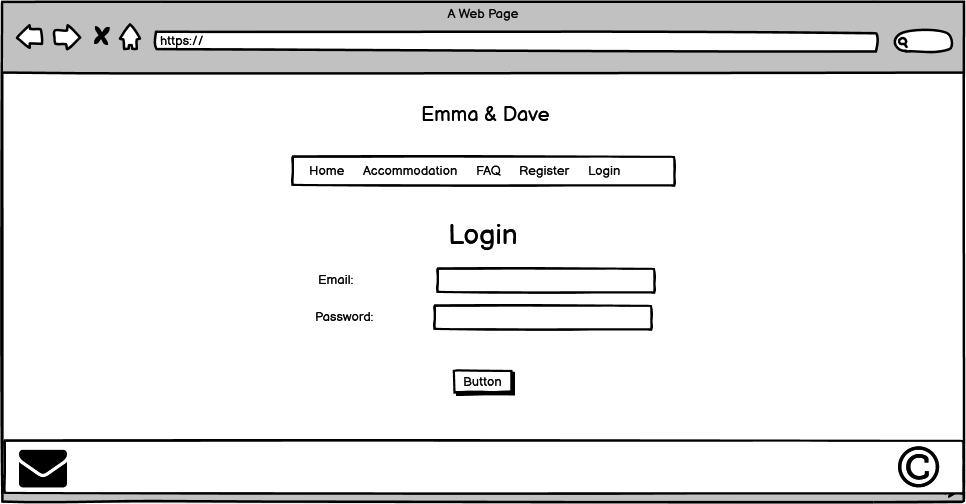 A Web Page
https://
Emma & Dave
Home Accommodation FAQ Register Login
Login
Email:
Password:
Button
©